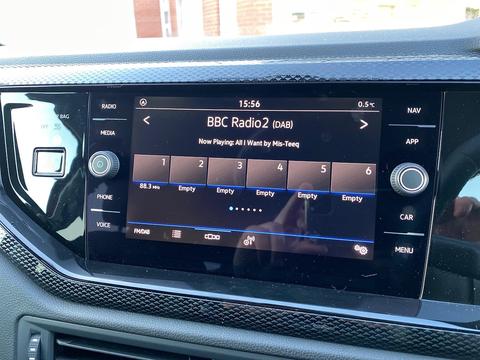 RADIO
MEDIA
PHONE
VOICE
15:56
0.5°C
<
BBC Radio2 (DAB)
>
Now Playing: All I Want by Mis-Teeq
1 2 3 4 5 6
88.3 MHz Empty Empty Empty Empty Empty
FM/DAB
NAV
APP
CAR
MENU
BAG
OFF